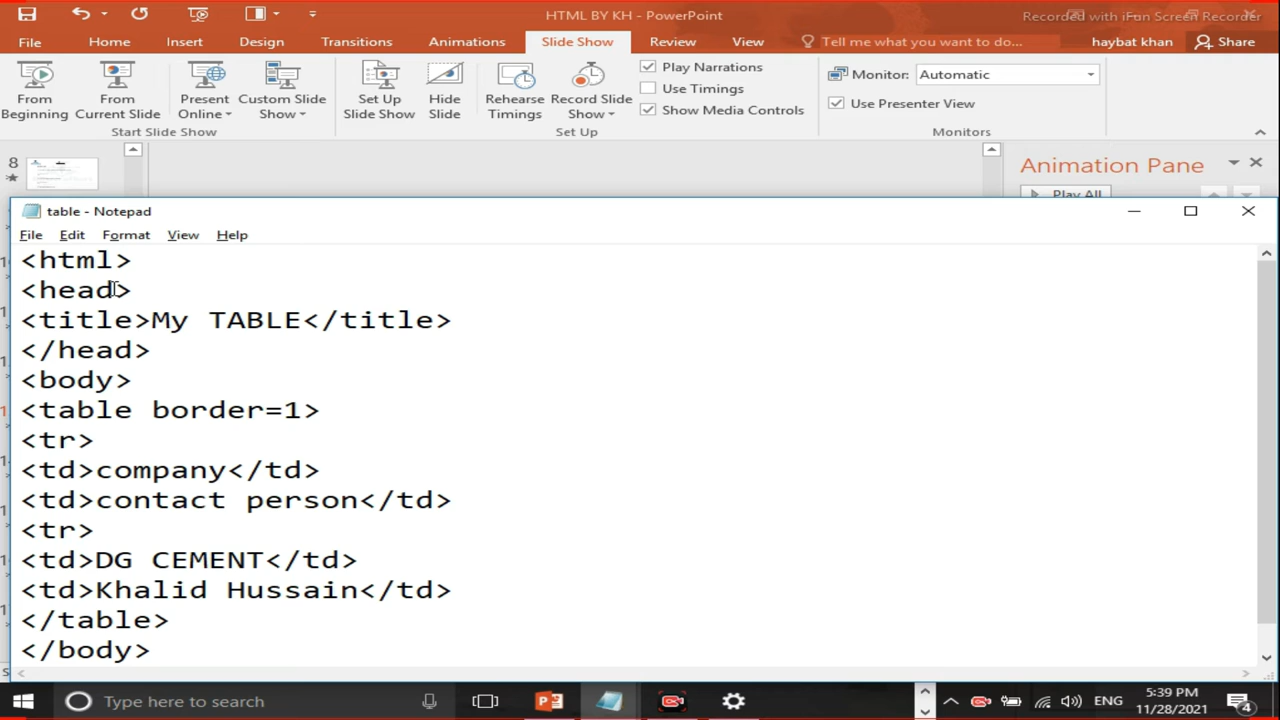 HTML BY KH - PowerPoint
Recorded with iFun Screen Recorder
File Home Insert Design Transitions Animations Slide Show Review View Tell me what you want to do... haybat khan Share
From Beginning
From Current Slide
Present Online
Custom Slide Show
Set Up Slide Show
Hide Slide
Rehearse Timings
Record Slide Show
Play Narrations
Use Timings
Show Media Controls
Monitor: Automatic
Use Presenter View
Start Slide Show
Set Up
Monitors
8
Animation Pane
Play All
table - Notepad
File Edit Format View Help
<html>
<head>
<title>My TABLE</title>
</head>
<body>
<table border=1>
<tr>
<td>company</td>
<td>contact person</td>
<tr>
<td>DG CEMENT</td>
<td>Khalid Hussain</td>
</table>
</body>
Type here to search
ENG
5:39 PM
11/28/2021
4